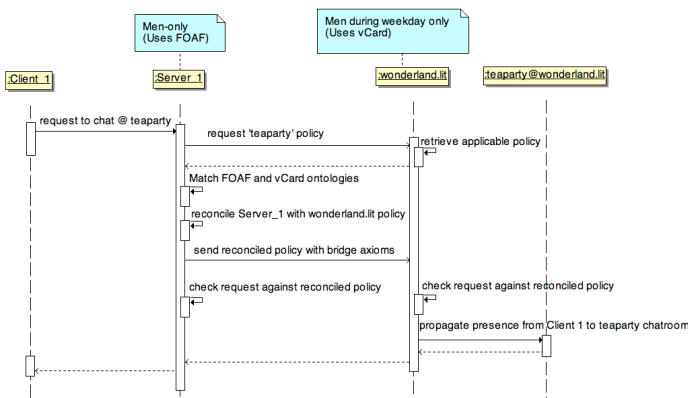 Men-only
(Uses FOAF)
Men during weekday only
(Uses vCard)
:Client_1
:Server_1
:wonderland.lit
:teaparty@wonderland.lit
request to chat @ teaparty
request 'teaparty' policy
retrieve applicable policy
Match FOAF and vCard ontologies
reconcile Server_1 with wonderland.lit policy
send reconciled policy with bridge axioms
check request against reconciled policy
check request against reconciled policy
propagate presence from Client 1 to teaparty chatroom